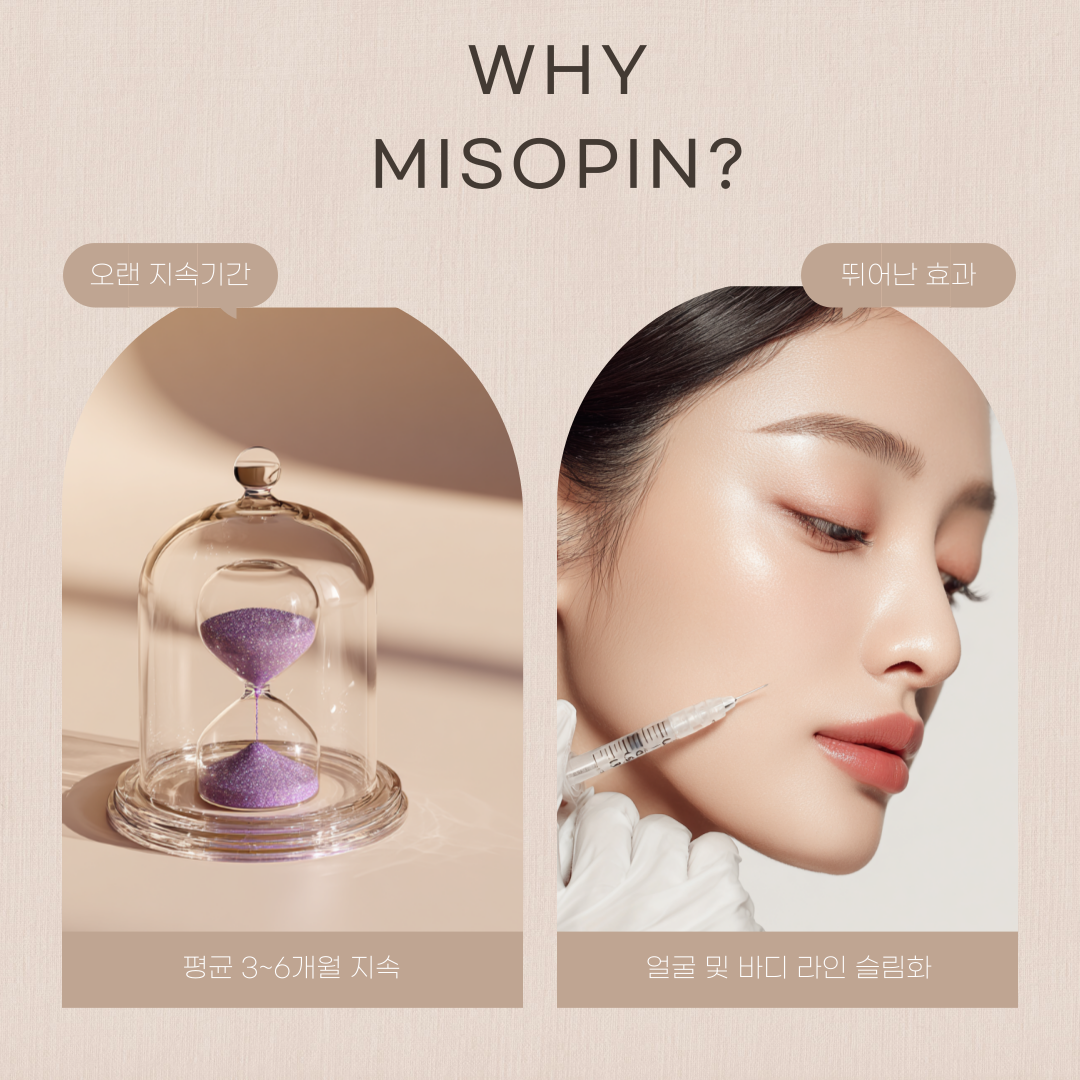 WHY
MISOPIN?
오랜 지속기간
뛰어난 효과
평균 3~6개월 지속
얼굴 및 바디 라인 슬림화